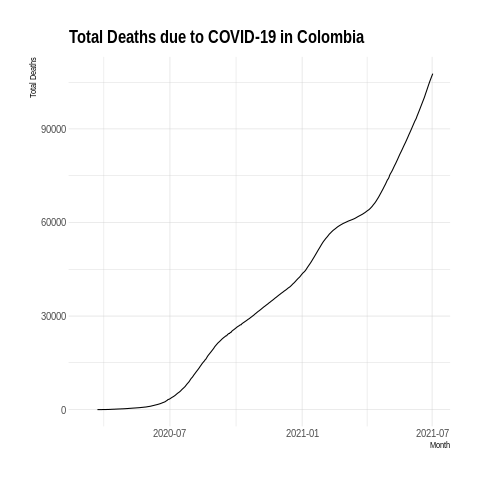 Total Deaths due to COVID-19 in Colombia
Total Deaths
90000
60000
30000
0
2020-07
2021-01
2021-07
Month